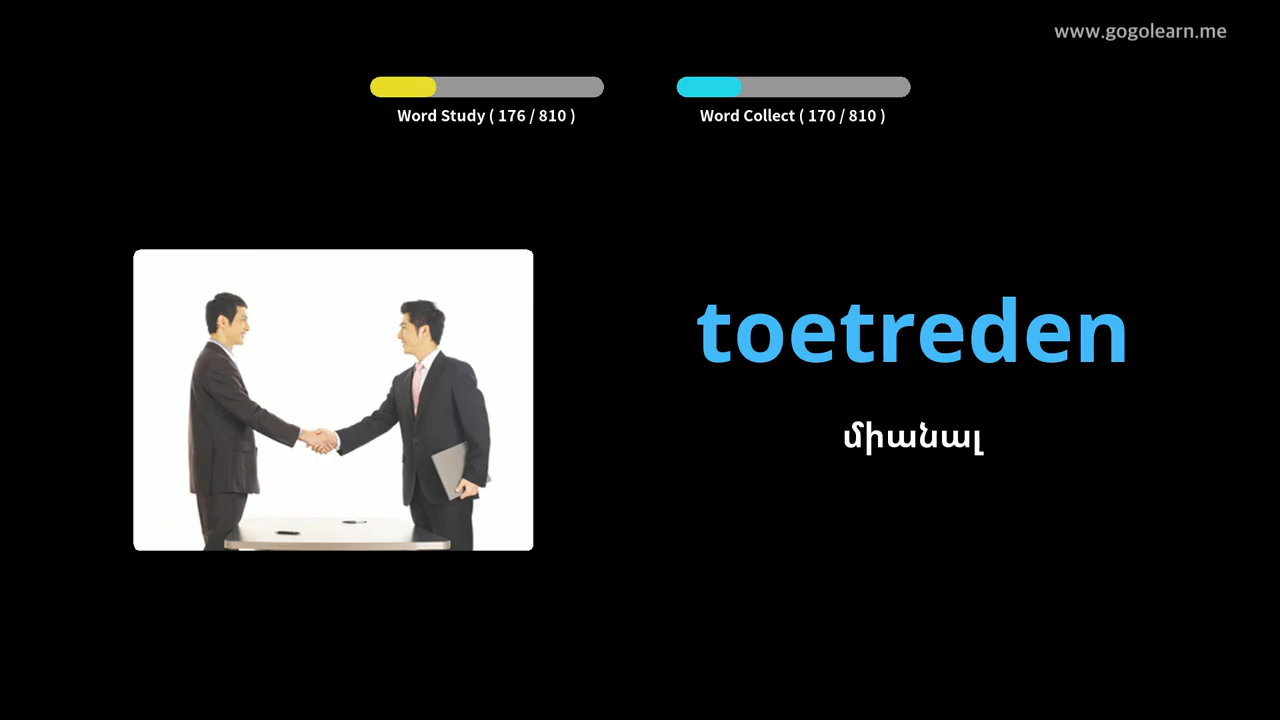 www.gogolearn.me
Word Study ( 176 / 810 )
Word Collect ( 170 / 810 )
toetreden
միանալ